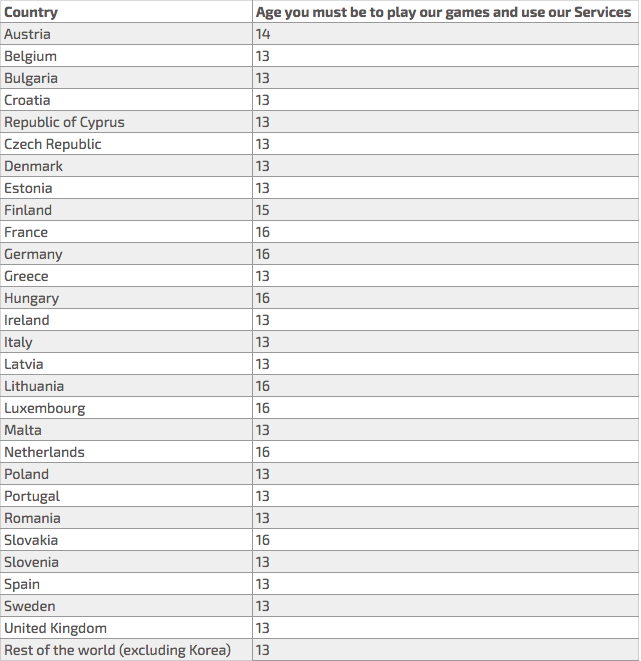 Country Age you must be to play our games and use our Services
Austria 14
Belgium 13
Bulgaria 13
Croatia 13
Republic of Cyprus 13
Czech Republic 13
Denmark 13
Estonia 13
Finland 15
France 16
Germany 16
Greece 13
Hungary 16
Ireland 13
Italy 13
Latvia 13
Lithuania 16
Luxembourg 16
Malta 13
Netherlands 16
Poland 13
Portugal 13
Romania 13
Slovakia 16
Slovenia 13
Spain 13
Sweden 13
United Kingdom 13
Rest of the world (excluding Korea) 13